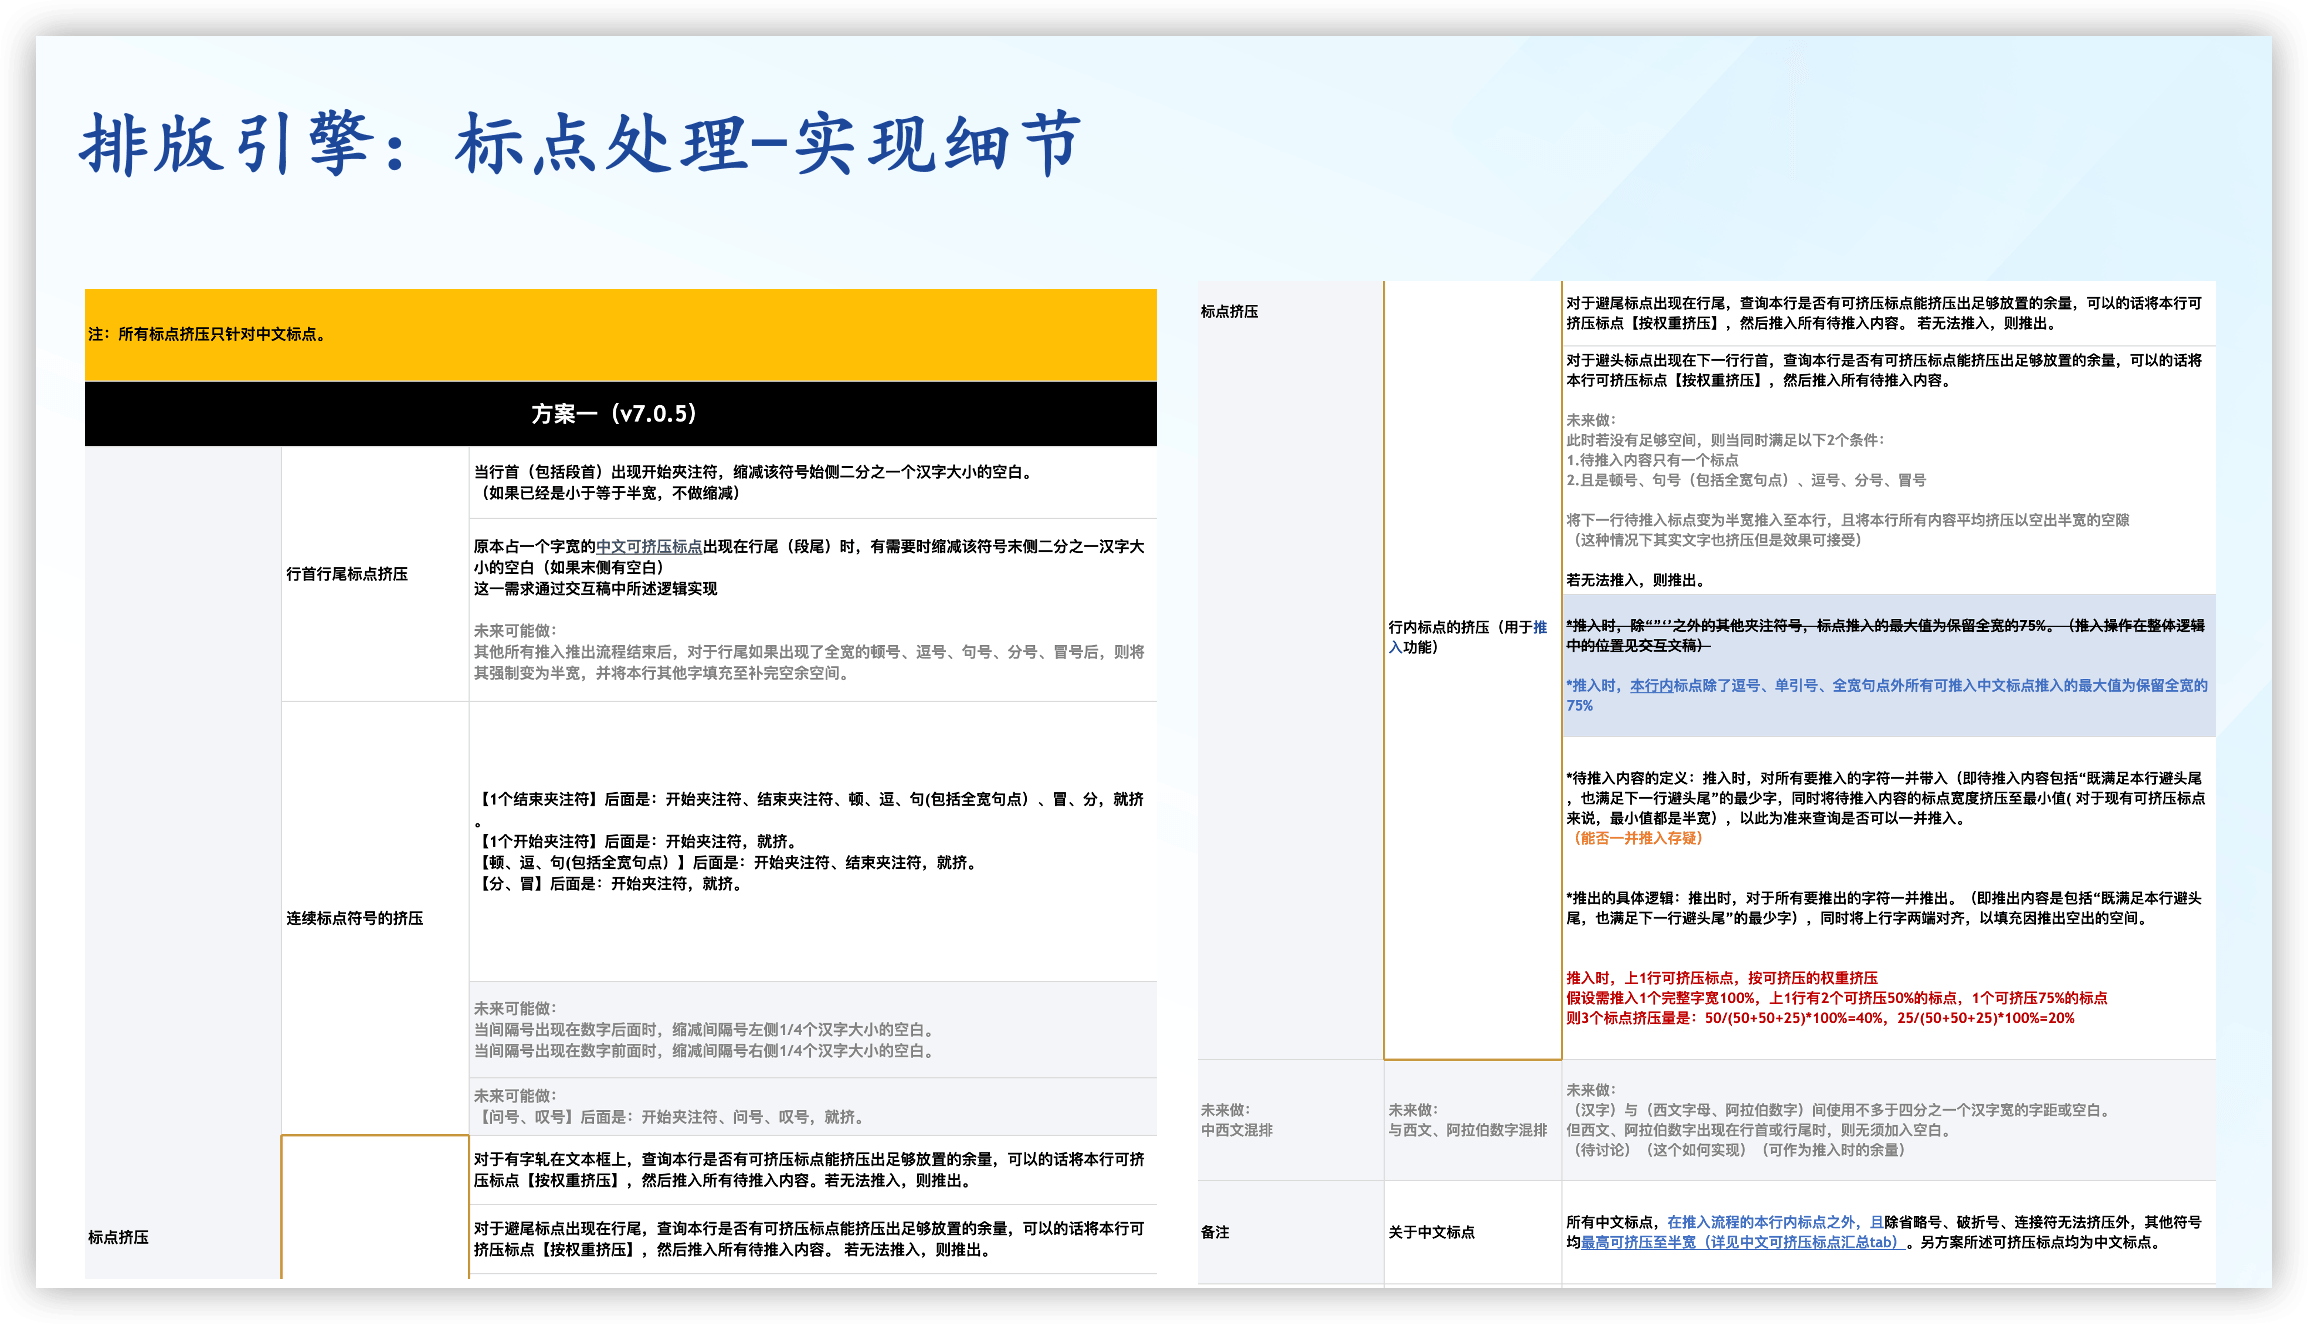 排版引擎：标点处理-实现细节
注：所有标点挤压只针对中文标点。
方案一（v7.0.5）
行首行尾标点挤压
当行首（包括段首）出现开始夹注符，缩减该符号始侧二分之一个汉字大小的空白。
（如果已经是小于等于半宽，不做缩减）
原本占一个字宽的中文可挤压标点出现在行尾（段尾）时，有需要时缩减该符号末侧二分之一汉字大
小的空白（如果末侧有空白）
这一需求通过交互稿中所述逻辑实现
未来可能做：
其他所有推入推出流程结束后，对于行尾如果出现了全宽的顿号、逗号、句号、分号、冒号后，则将
其强制变为半宽，并将本行其他字填充至补完空余空间。
连续标点符号的挤压
【1个结束夹注符】后面是：开始夹注符、结束夹注符、顿、逗、句(包括全宽句点）、冒、分，就挤
。
【1个开始夹注符】后面是：开始夹注符，就挤。
【顿、逗、句(包括全宽句点）】后面是：开始夹注符、结束夹注符，就挤。
【分、冒】后面是：开始夹注符，就挤。
未来可能做：
当间隔号出现在数字后面时，缩减间隔号左侧1/4个汉字大小的空白。
当间隔号出现在数字前面时，缩减间隔号右侧1/4个汉字大小的空白。
未来可能做：
【问号、叹号】后面是：开始夹注符、问号、叹号，就挤。
标点挤压
对于有字轧在文本框上，查询本行是否有可挤压标点能挤压出足够放置的余量，可以的话将本行可挤
压标点【按权重挤压】，然后推入所有待推入内容。若无法推入，则推出。
对于避尾标点出现在行尾，查询本行是否有可挤压标点能挤压出足够放置的余量，可以的话将本行可
挤压标点【按权重挤压】，然后推入所有待推入内容。 若无法推入，则推出。
标点挤压
行内标点的挤压（用于推
入功能）
对于避尾标点出现在行尾，查询本行是否有可挤压标点能挤压出足够放置的余量，可以的话将本行可
挤压标点【按权重挤压】，然后推入所有待推入内容。 若无法推入，则推出。
对于避头标点出现在下一行行首，查询本行是否有可挤压标点能挤压出足够放置的余量，可以的话将
本行可挤压标点【按权重挤压】，然后推入所有待推入内容。
未来做：
此时若没有足够空间，则当同时满足以下2个条件：
1.待推入内容只有一个标点
2.且是顿号、句号（包括全宽句点）、逗号、分号、冒号
将下一行待推入标点变为半宽推入至本行，且将本行所有内容平均挤压以空出半宽的空隙
（这种情况下其实文字也挤压但是效果可接受）
若无法推入，则推出。
*推入时，除“”‘’之外的其他夹注符号，标点推入的最大值为保留全宽的75%。（推入操作在整体逻辑
中的位置见交互文稿）
*推入时，本行内标点除了逗号、单引号、全宽句点外所有可推入中文标点推入的最大值为保留全宽的
75%
*待推入内容的定义：推入时，对所有要推入的字符一并带入（即待推入内容包括“既满足本行避头尾
，也满足下一行避头尾”的最少字，同时将待推入内容的标点宽度挤压至最小值( 对于现有可挤压标点
来说，最小值都是半宽），以此为准来查询是否可以一并推入。
（能否一并推入存疑）
*推出的具体逻辑：推出时，对于所有要推出的字符一并推出。（即推出内容是包括“既满足本行避头
尾，也满足下一行避头尾”的最少字），同时将上行字两端对齐，以填充因推出空出的空间。
推入时，上1行可挤压标点，按可挤压的权重挤压
假设需推入1个完整字宽100%，上1行有2个可挤压50%的标点，1个可挤压75%的标点
则3个标点挤压量是：50/(50+50+25)*100%=40%，25/(50+50+25)*100%=20%
未来做：
中西文混排
未来做：
与西文、阿拉伯数字混排
未来做：
（汉字）与（西文字母、阿拉伯数字）间使用不多于四分之一个汉字宽的字距或空白。
但西文、阿拉伯数字出现在行首或行尾时，则无须加入空白。
（待讨论）（这个如何实现）（可作为推入时的余量）
备注
关于中文标点
所有中文标点，在推入流程的本行内标点之外，且除省略号、破折号、连接符无法挤压外，其他符号
均最高可挤压至半宽（详见中文可挤压标点汇总tab）。另方案所述可挤压标点均为中文标点。